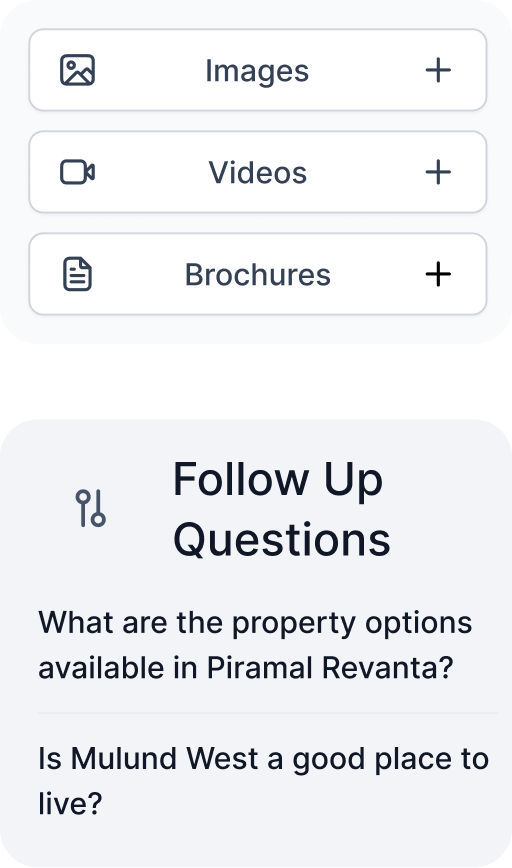 Images
Videos
Brochures
Follow Up
Questions
What are the property options
available in Piramal Revanta?
Is Mulund West a good place to
live?